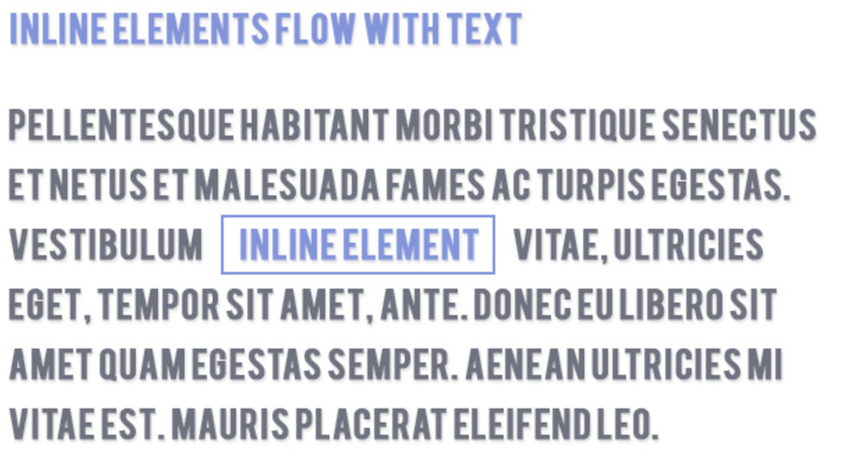 INLINE ELEMENTS FLOW WITH TEXT
PELLENTESQUE HABITANT MORBI TRISTIQUE SENECTUS
ET NETUS ET MALESUADA FAMES AC TURPIS EGESTAS.
VESTIBULUM INLINE ELEMENT VITAE, ULTRICIES
EGET, TEMPOR SIT AMET, ANTE. DONEC EU LIBERO SIT
AMET QUAM EGESTAS SEMPER. AENEAN ULTRICIES MI
VITAE EST. MAURIS PLACERAT ELEIFEND LEO.